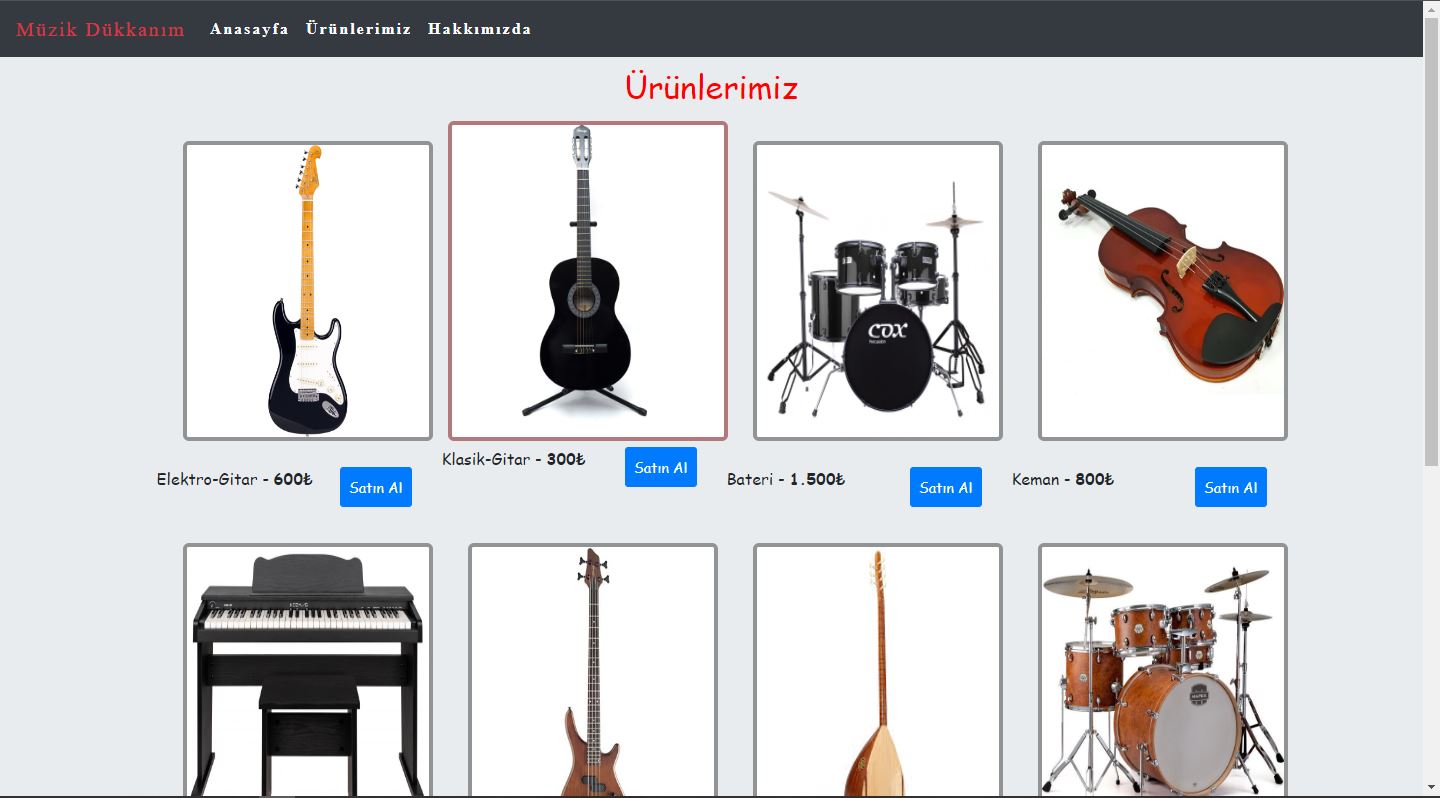 Müzik Dükkanım Anasayfa Ürünlerimiz Hakkımızda
Ürünlerimiz
COX
Elektro-Gitar - 600₺ Satın Al
Klasik-Gitar - 300₺ Satın Al
Bateri - 1.500₺ Satın Al
Keman - 800₺ Satın Al